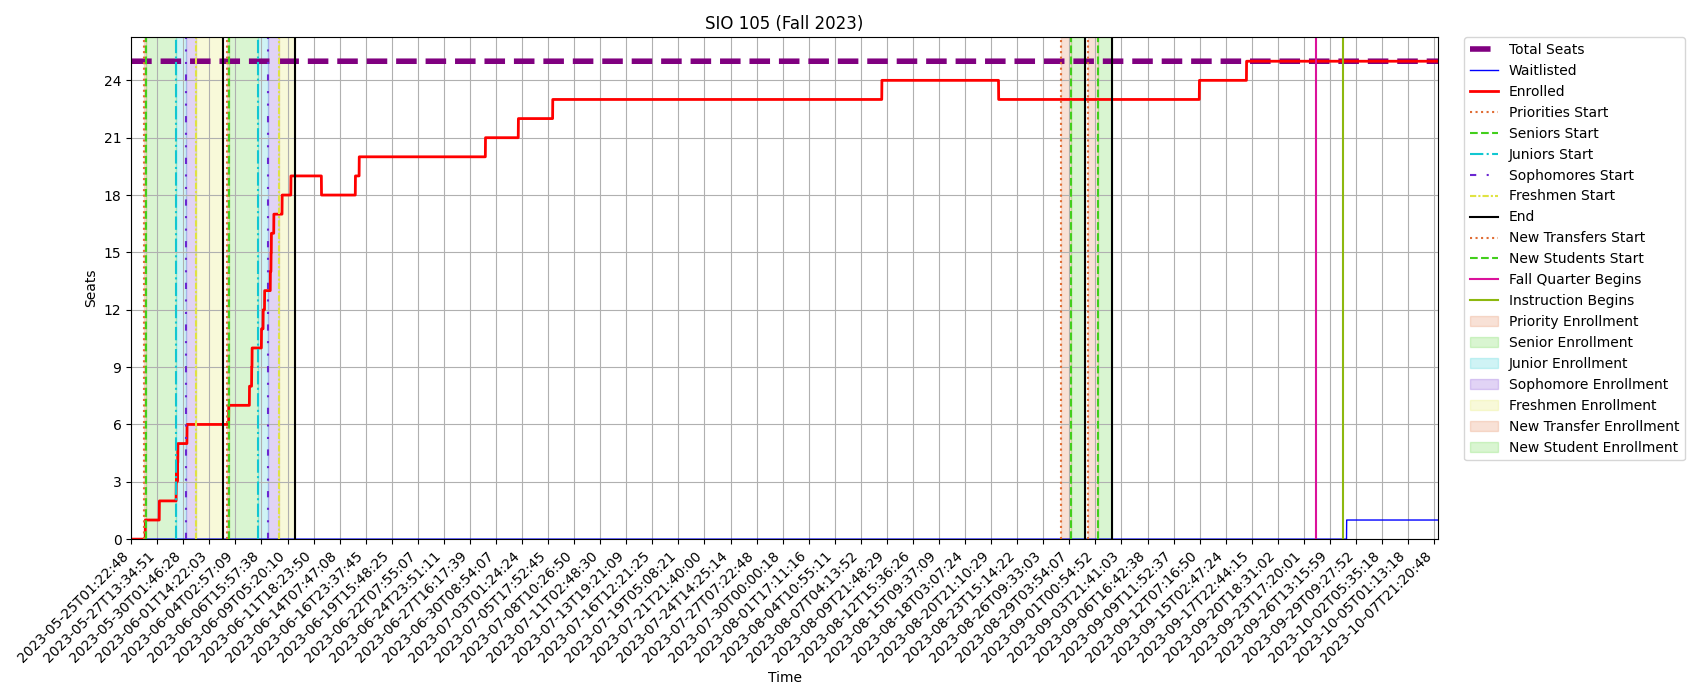 SIO 105 (Fall 2023)
Seats
24
21
18
15
12
9
6
3
0
2023-05-25T01:22:48
2023-05-27T13:34:51
2023-05-30T01:46:28
2023-06-01T14:22:03
2023-06-04T02:57:09
2023-06-06T15:57:38
2023-06-09T05:20:10
2023-06-11T18:23:50
2023-06-14T07:47:08
2023-06-16T23:37:45
2023-06-19T15:48:25
2023-06-22T07:55:07
2023-06-24T23:51:11
2023-06-27T16:17:39
2023-06-30T08:54:07
2023-07-03T01:24:24
2023-07-05T17:52:45
2023-07-08T10:26:50
2023-07-11T02:48:30
2023-07-13T19:21:09
2023-07-16T12:21:25
2023-07-19T05:08:21
2023-07-21T21:40:00
2023-07-24T14:25:14
2023-07-27T07:22:48
2023-07-30T00:00:18
2023-08-01T17:11:16
2023-08-04T10:55:11
2023-08-07T04:13:52
2023-08-09T21:48:29
2023-08-12T15:36:26
2023-08-15T09:37:09
2023-08-18T03:07:24
2023-08-20T21:10:29
2023-08-23T15:14:22
2023-08-26T09:33:03
2023-08-29T03:54:07
2023-09-01T00:54:52
2023-09-03T21:41:03
2023-09-06T16:42:38
2023-09-09T11:52:37
2023-09-12T07:16:50
2023-09-15T02:47:24
2023-09-17T22:44:15
2023-09-20T18:31:02
2023-09-23T17:20:01
2023-09-26T13:15:59
2023-09-29T09:27:52
2023-10-02T05:35:18
2023-10-05T01:13:18
2023-10-07T21:20:48
Time
Total Seats
Waitlisted
Enrolled
Priorities Start
Seniors Start
Juniors Start
Sophomores Start
Freshmen Start
End
New Transfers Start
New Students Start
Fall Quarter Begins
Instruction Begins
Priority Enrollment
Senior Enrollment
Junior Enrollment
Sophomore Enrollment
Freshmen Enrollment
New Transfer Enrollment
New Student Enrollment